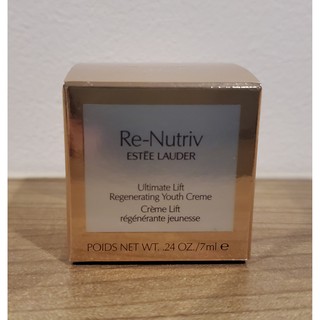 Re-Nutriv
ESTĒE LAUDER
Ultimate Lift
Regenerating Youth Creme
Crème Lift
régénérante jeunesse
POIDS NET WT. .24 OZ./7ml ℮